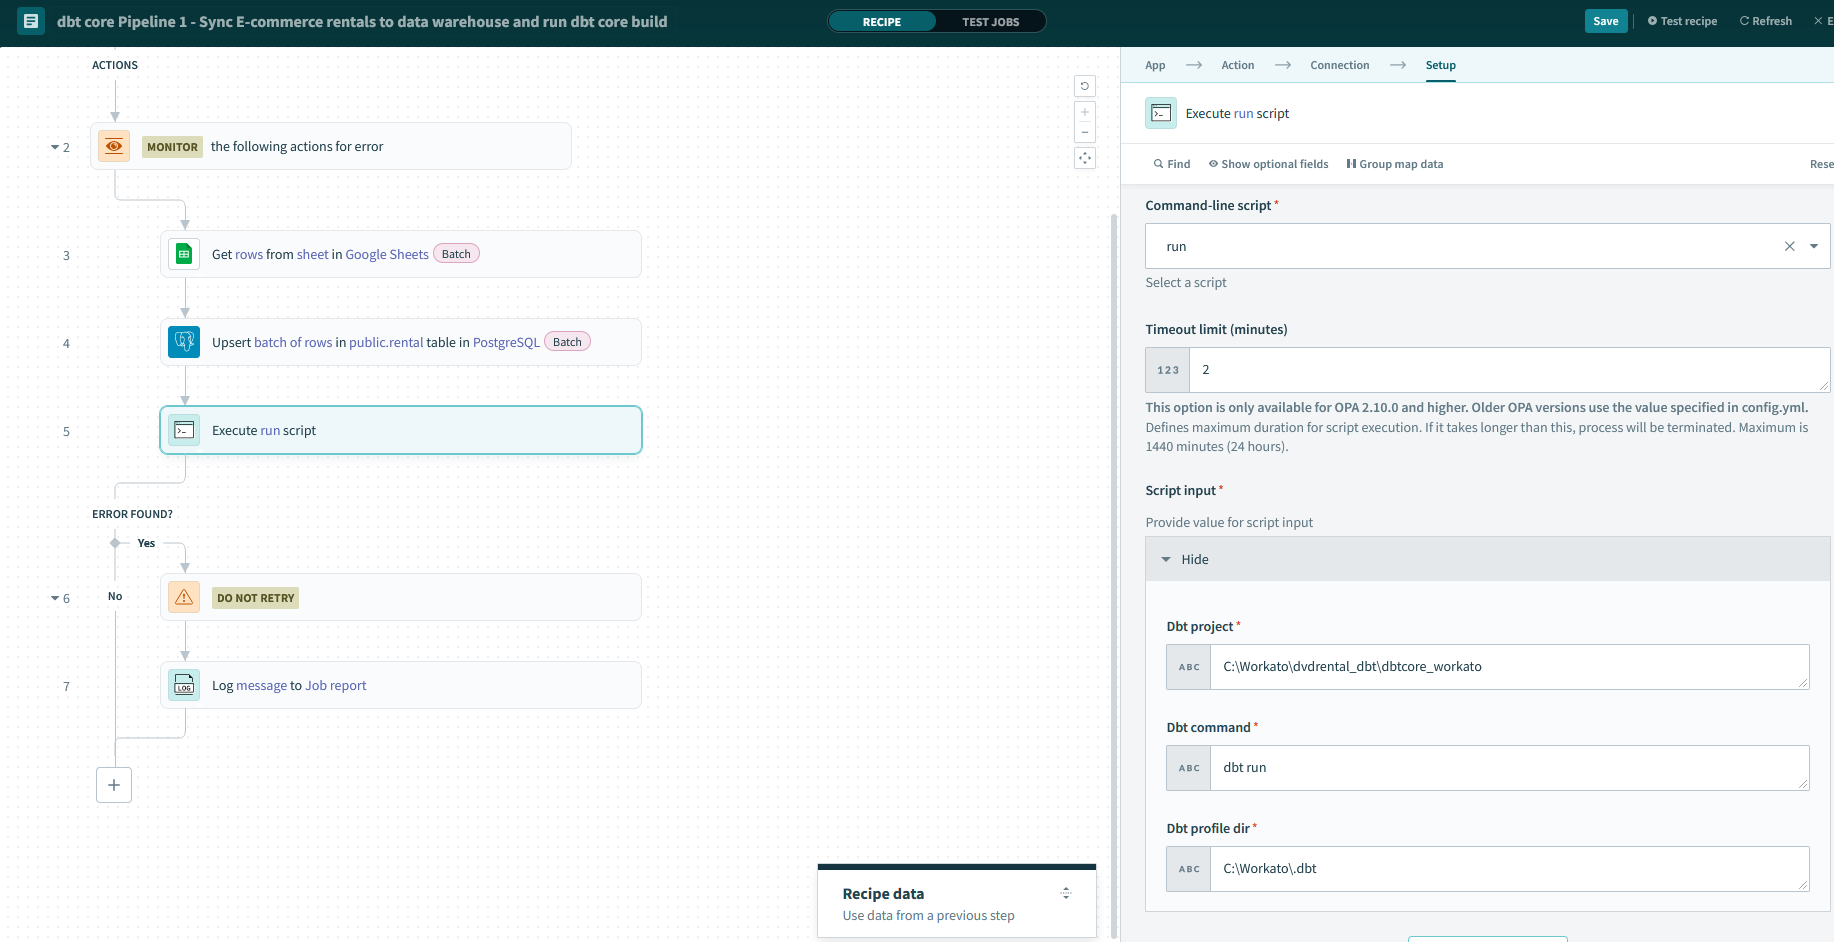 dbt core Pipeline 1 - Sync E-commerce rentals to data warehouse and run dbt core build
RECIPE
TEST JOBS
Save
Test recipe
Refresh
E
ACTIONS
2
MONITOR the following actions for error
3
Get rows from sheet in Google Sheets Batch
4
Upsert batch of rows in public.rental table in PostgreSQL Batch
5
Execute run script
ERROR FOUND?
Yes
6
No
DO NOT RETRY
7
LOG
Log message to Job report
Recipe data
Use data from a previous step
App
Action
Connection
Setup
Execute run script
Find
Show optional fields
Group map data
Rese
Command-line script *
run
Select a script
Timeout limit (minutes)
123
2
This option is only available for OPA 2.10.0 and higher. Older OPA versions use the value specified in config.yml.
Defines maximum duration for script execution. If it takes longer than this, process will be terminated. Maximum is
1440 minutes (24 hours).
Script input *
Provide value for script input
Hide
Dbt project *
ABC
C:\Workato\dvdrental_dbt\dbtcore_workato
Dbt command *
ABC
dbt run
Dbt profile dir *
ABC
C:\Workato\.dbt